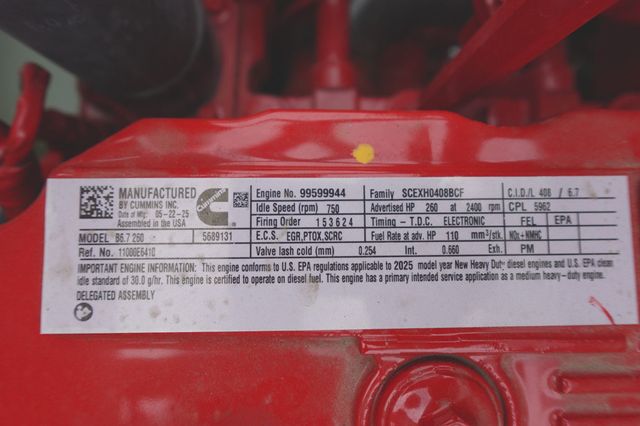 MANUFACTURED
BY CUMMINS INC.
Date of Mfg: 05-22-25
Assembled in the USA
Cummins
Engine No. 99599944
Family SCEXH0408BCF
C.I.D./L 408 / 6.7
Idle Speed (rpm) 750
Advertised HP 260 at 2400 rpm
CPL 5962
Firing Order 153624
Timing - T.D.C. ELECTRONIC
FEL EPA
MODEL B6.7 260 5689131
E.C.S. EGR,PTOX,SCRC
Fuel Rate at adv. HP 110 mm³/stk.
NOx+NMHC
Ref. No. 11080E6410
Valve lash cold (mm) 0.254 Int. 0.660 Exh.
PM
IMPORTANT ENGINE INFORMATION: This engine conforms to U.S. EPA regulations applicable to 2025 model year New Heavy Duty diesel engines and U.S. EPA clean
idle standard of 30.0 g/hr. This engine is certified to operate on diesel fuel. This engine has a primary intended service application as a medium heavy-duty engine.
DELEGATED ASSEMBLY